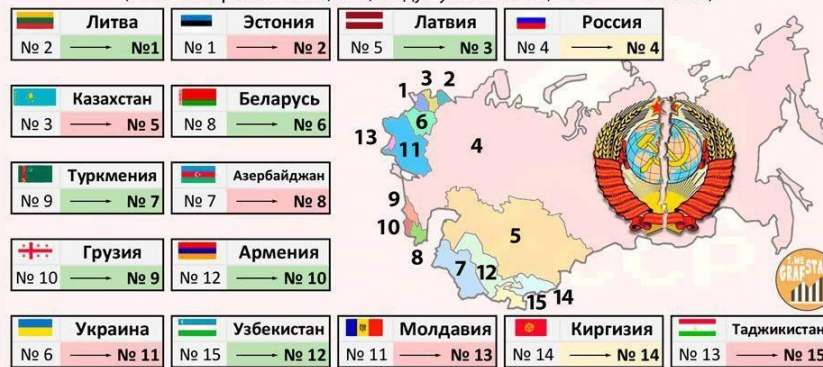 Литва
№ 2 → №1
Эстония
№ 1 → № 2
Латвия
№ 5 → № 3
Россия
№ 4 → № 4
Казахстан
№ 3 → № 5
Беларусь
№ 8 → № 6
Туркмения
№ 9 → № 7
Азербайджан
№ 7 → № 8
Грузия
№ 10 → № 9
Армения
№ 12 → № 10
Украина
№ 6 → № 11
Узбекистан
№ 15 → № 12
Молдавия
№ 11 → № 13
Киргизия
№ 14 → № 14
Таджикистан
№ 13 → № 15
1 3 2
6
13 11 4
9
10
8
5
7 12
15 14
T.ME
GRAFSTA